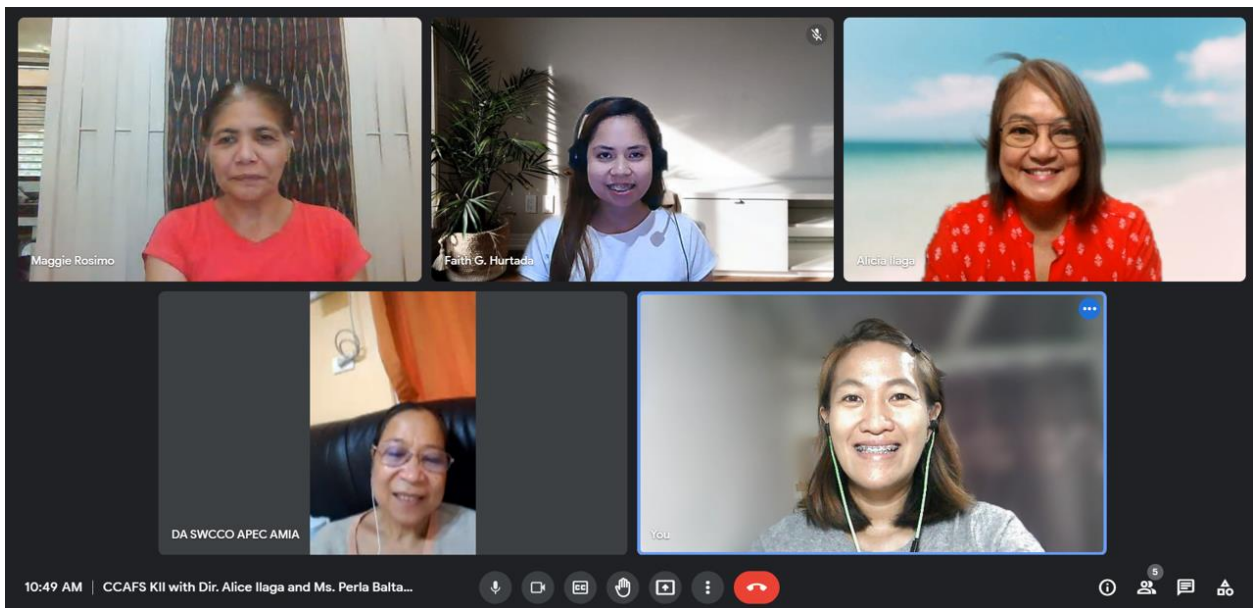 Maggie Rosimo
Faith G. Hurtada
Alicia Ilaga
DA SWCCO APEC AMIA
You
10:49 AM | CCAFS KII with Dir. Alice Ilaga and Ms. Perla Balta...
CC
5